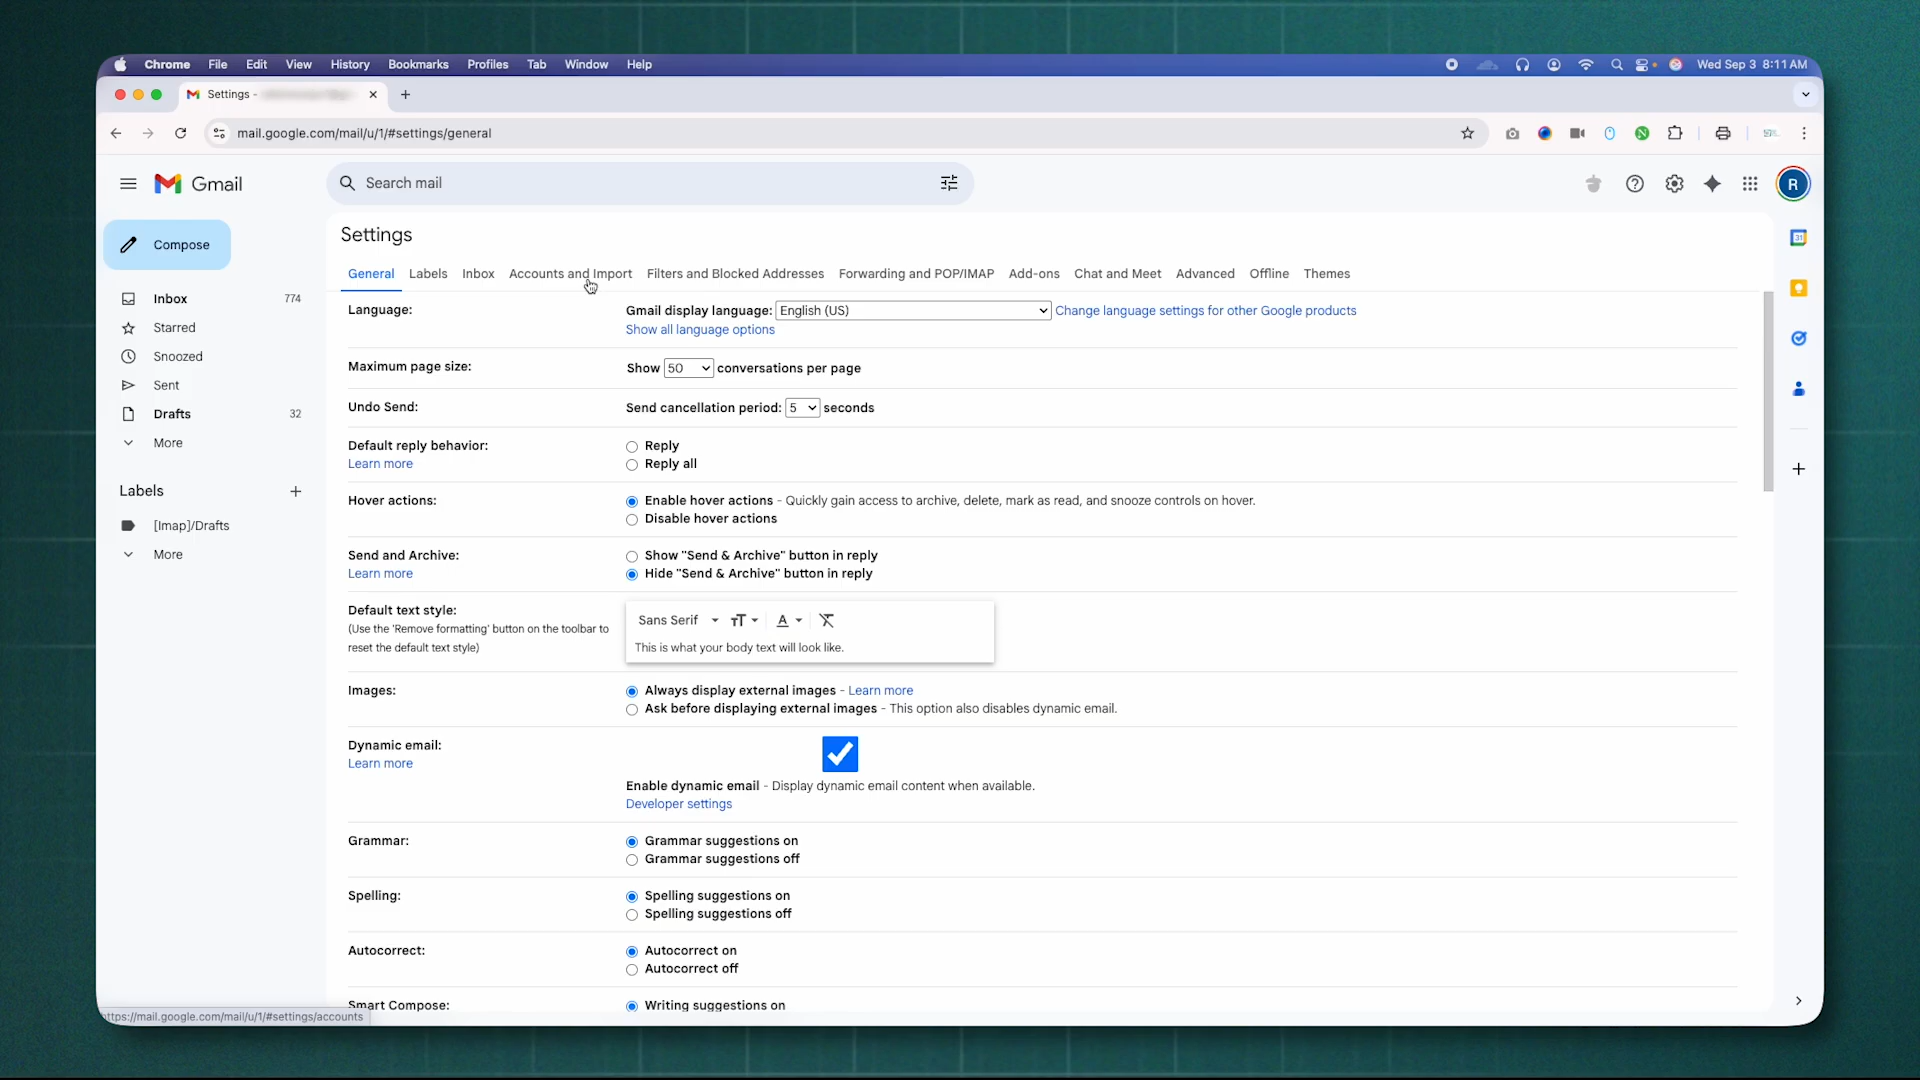 Chrome File Edit View History Bookmarks Profiles Tab Window Help Wed Sep 3 8:11 AM
Settings -
mail.google.com/mail/u/1/#settings/general
Gmail
Search mail
R
Compose
Inbox 774
Starred
Snoozed
Sent
Drafts 32
More
Labels
[Imap]/Drafts
More
Settings
General Labels Inbox Accounts and Import Filters and Blocked Addresses Forwarding and POP/IMAP Add-ons Chat and Meet Advanced Offline Themes
Language: Gmail display language: English (US) Change language settings for other Google products
Show all language options
Maximum page size: Show 50 conversations per page
Undo Send: Send cancellation period: 5 seconds
Default reply behavior: Reply
Learn more Reply all
Hover actions: Enable hover actions - Quickly gain access to archive, delete, mark as read, and snooze controls on hover.
Disable hover actions
Send and Archive: Show "Send & Archive" button in reply
Learn more Hide "Send & Archive" button in reply
Default text style:
(Use the 'Remove formatting' button on the toolbar to
reset the default text style)
Sans Serif
This is what your body text will look like.
Images: Always display external images - Learn more
Ask before displaying external images - This option also disables dynamic email.
Dynamic email:
Learn more
Enable dynamic email - Display dynamic email content when available.
Developer settings
Grammar: Grammar suggestions on
Grammar suggestions off
Spelling: Spelling suggestions on
Spelling suggestions off
Autocorrect: Autocorrect on
Autocorrect off
Smart Compose: Writing suggestions on
https://mail.google.com/mail/u/1/#settings/accounts
31